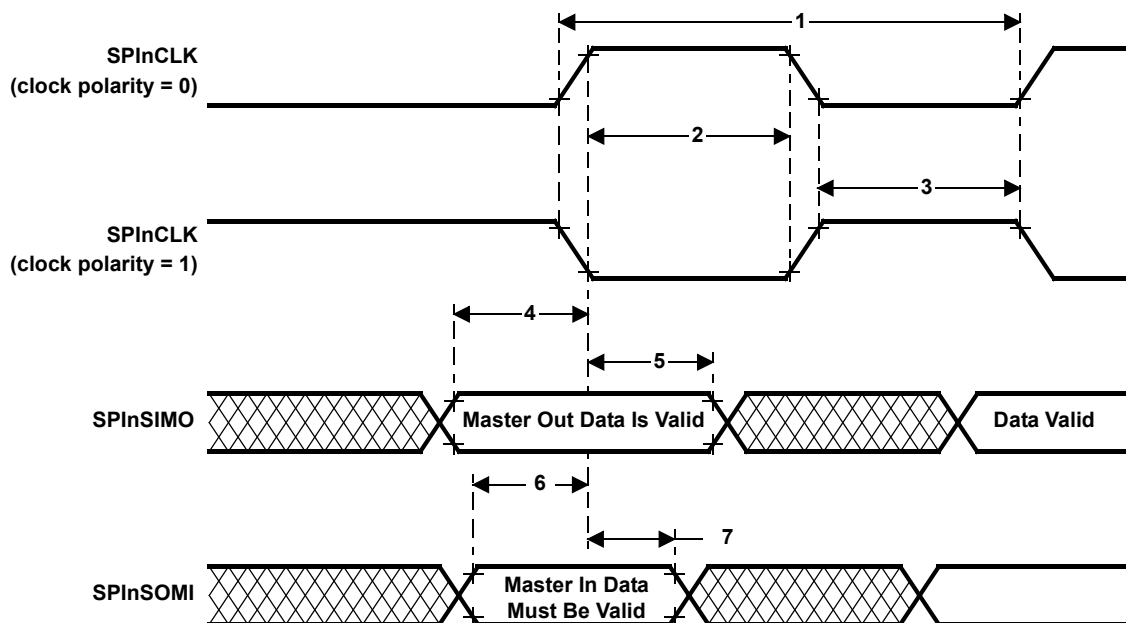 1
SPInCLK
(clock polarity = 0)
2
3
SPInCLK
(clock polarity = 1)
4
5
SPInSIMO
Master Out Data Is Valid
Data Valid
6
7
SPInSOMI
Master In Data
Must Be Valid